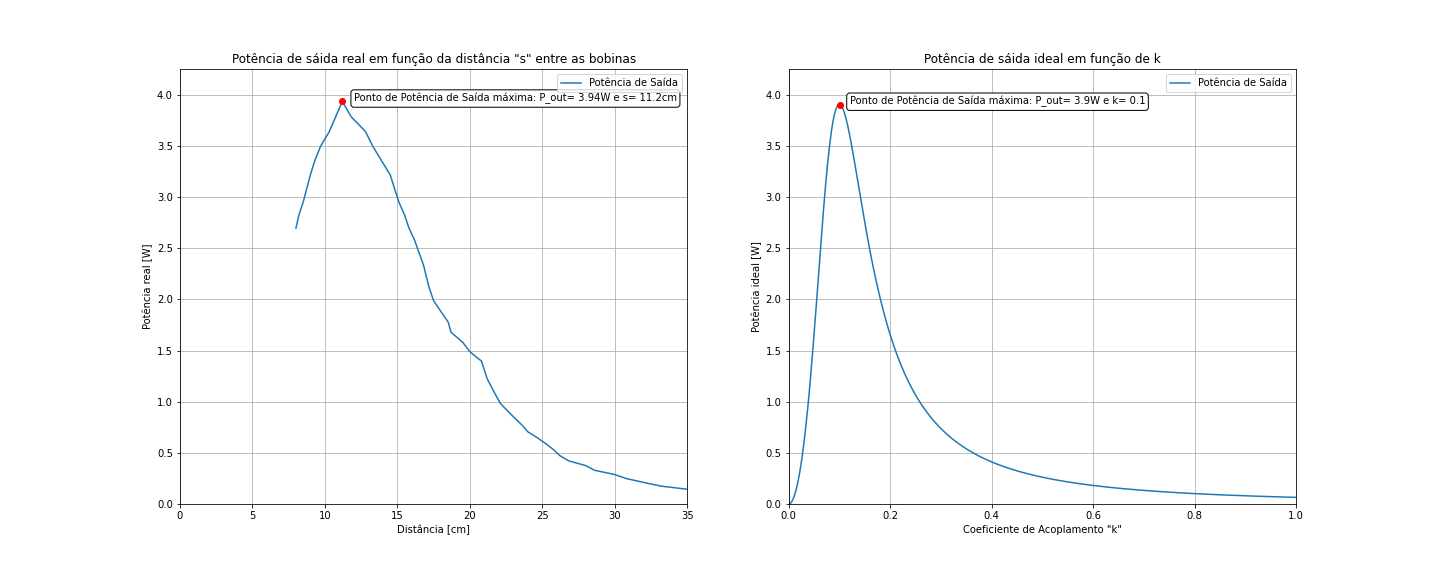 Potência de sáida real em função da distância "s" entre as bobinas
Potência de Saída
Ponto de Potência de Saída máxima: P_out= 3.94W e s= 11.2cm
4.0
3.5
3.0
2.5
2.0
1.5
1.0
0.5
0.0
Potência real [W]
0 5 10 15 20 25 30 35
Distância [cm]
Potência de sáida ideal em função de k
Potência de Saída
Ponto de Potência de Saída máxima: P_out= 3.9W e k= 0.1
4.0
3.5
3.0
2.5
2.0
1.5
1.0
0.5
0.0
Potência ideal [W]
0.0 0.2 0.4 0.6 0.8 1.0
Coeficiente de Acoplamento "k"